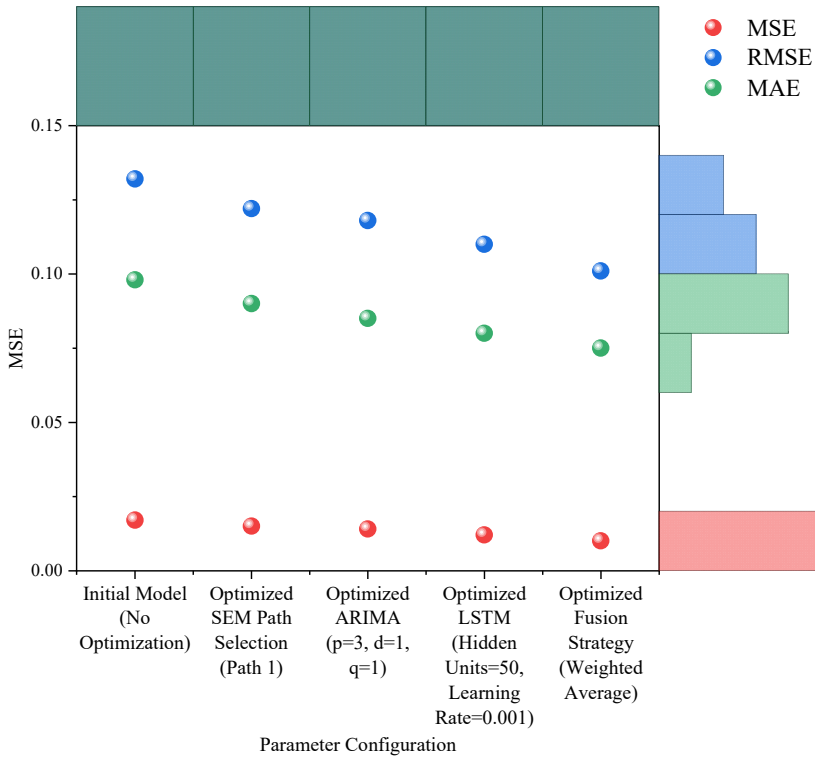 MSE
RMSE
MAE
0.15
0.10
0.05
0.00
MSE
Initial Model
(No
Optimization)
Optimized
SEM Path
Selection
(Path 1)
Optimized
ARIMA
(p=3, d=1,
q=1)
Optimized
LSTM
(Hidden
Units=50,
Learning
Rate=0.001)
Optimized
Fusion
Strategy
(Weighted
Average)
Parameter Configuration